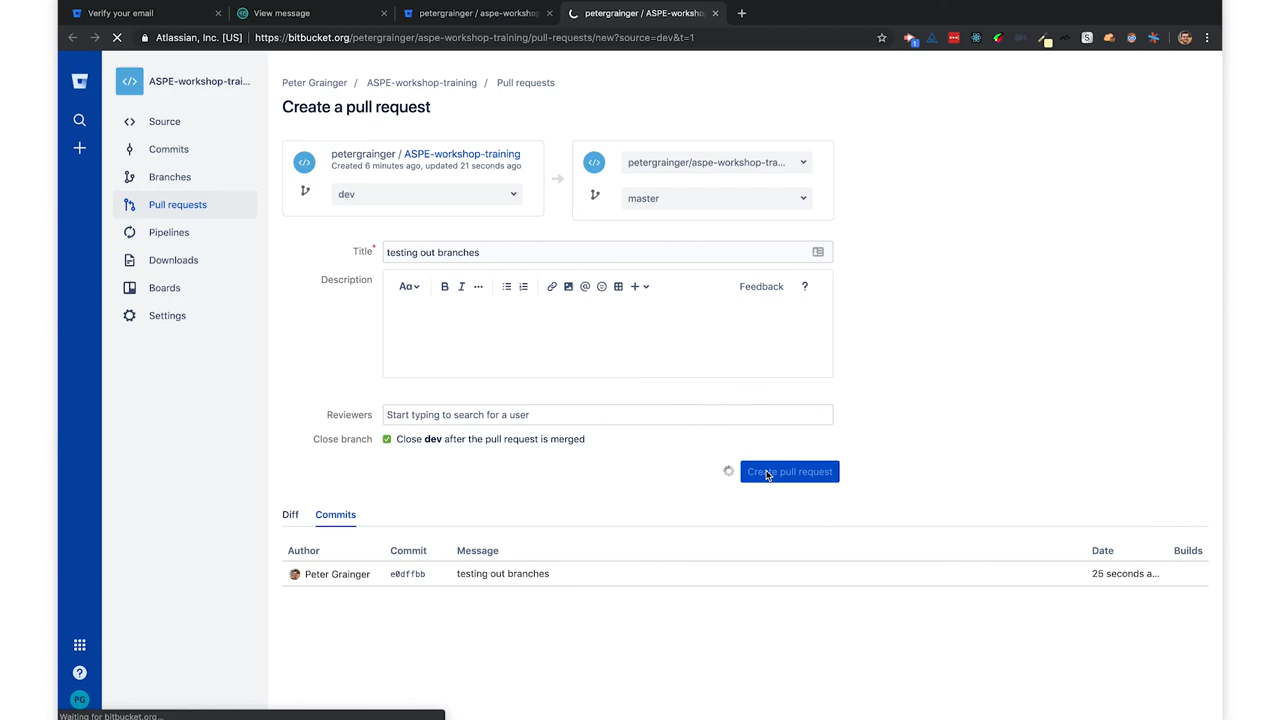 Verify your email
View message
petergrainger / aspe-worksho
petergrainger / ASPE-worksho
Atlassian, Inc. [US]
https://bitbucket.org/petergrainger/aspe-workshop-training/pull-requests/new?source=dev&t=1
1
S
ASPE-workshop-trai...
Source
Commits
Branches
Pull requests
Pipelines
Downloads
Boards
Settings
PG
Peter Grainger / ASPE-workshop-training / Pull requests
Create a pull request
petergrainger / ASPE-workshop-training
Created 6 minutes ago, updated 21 seconds ago
dev
petergrainger/aspe-workshop-tra...
master
Title*
testing out branches
Description
Aa B I ... @ + Feedback ?
Reviewers
Start typing to search for a user
Close branch
Close dev after the pull request is merged
Create pull request
Diff Commits
Author Commit Message Date Builds
Peter Grainger e0dffbb testing out branches 25 seconds a...
Waiting for bitbucket.org...